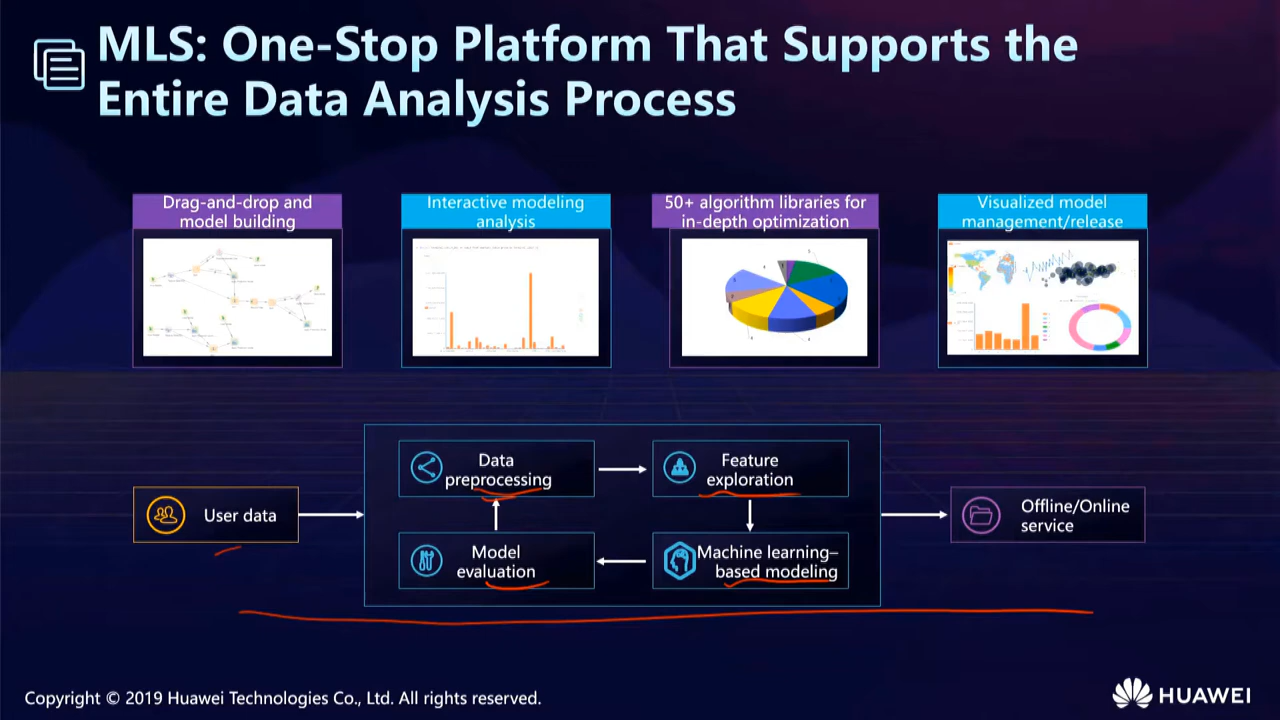 MLS: One-Stop Platform That Supports the
Entire Data Analysis Process
Drag-and-drop and
model building
Interactive modeling
analysis
50+ algorithm libraries for
in-depth optimization
Visualized model
management/release
Data
preprocessing
Feature
exploration
User data
Offline/Online
service
Model
evaluation
Machine learning–
based modeling
Copyright © 2019 Huawei Technologies Co., Ltd. All rights reserved.
HUAWEI